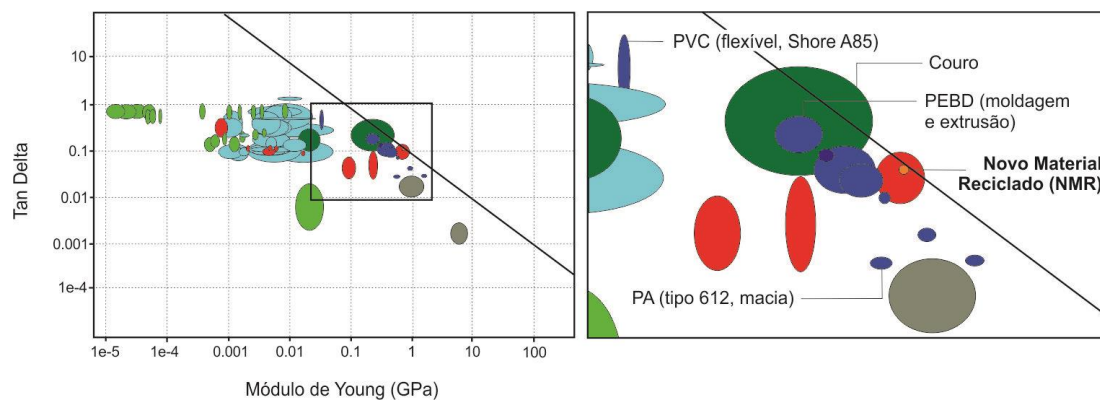 Tan Delta
10
1
0.1
0.01
0.001
1e-4
1e-5
1e-4
0.001
0.01
0.1
1
10
100
Módulo de Young (GPa)
PVC (flexível, Shore A85)
Couro
PEBD (moldagem
e extrusão)
Novo Material
Reciclado (NMR)
PA (tipo 612, macia)